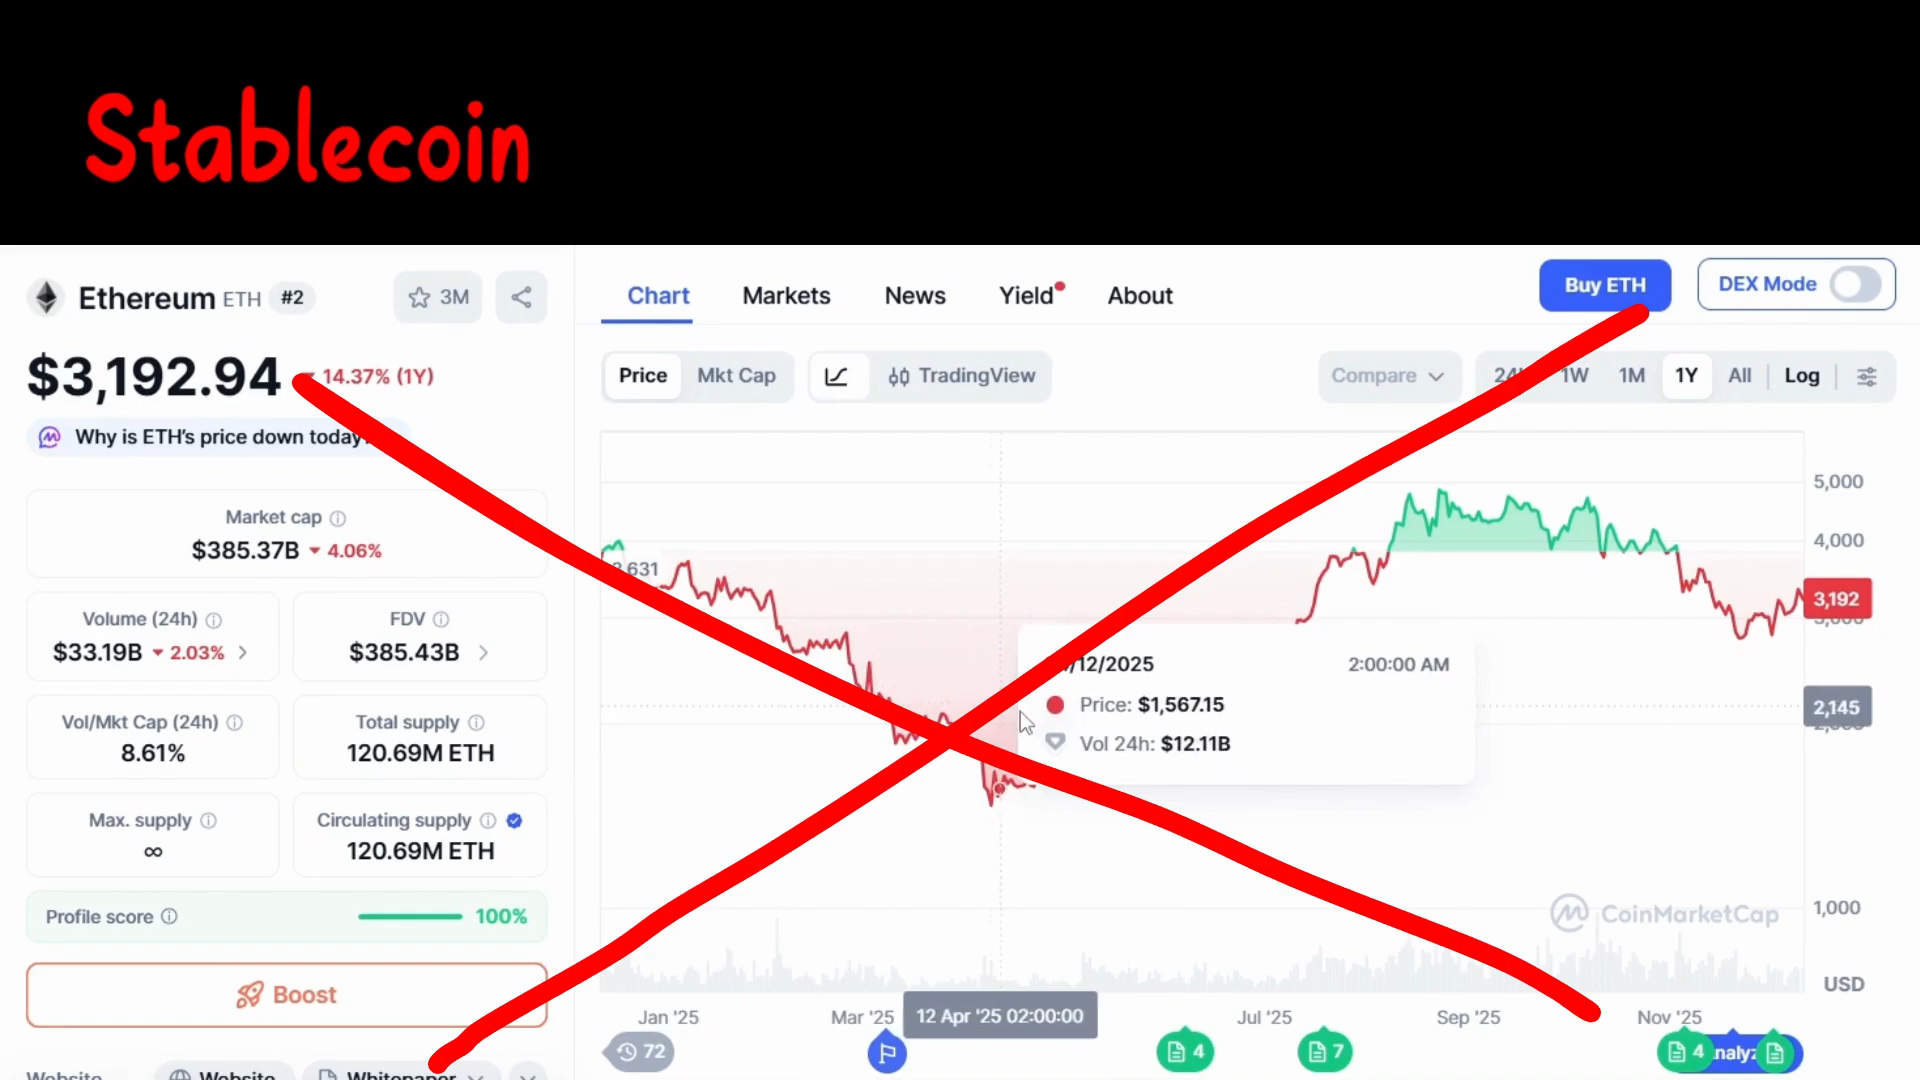 Stablecoin
Ethereum ETH #2
3M
$3,192.94 14.37% (1Y)
Why is ETH's price down today?
Market cap
$385.37B 4.06%
Volume (24h)
$33.19B 2.03%
FDV
$385.43B
Vol/Mkt Cap (24h)
8.61%
Total supply
120.69M ETH
Max. supply
∞
Circulating supply
120.69M ETH
Profile score 100%
Boost
Website Website Whitepaper
Chart Markets News Yield About
Buy ETH DEX Mode
Price Mkt Cap TradingView
Compare 1W 1M 1Y All Log
5,000
4,000
3,192
2,145
1,000
USD
/12/2025 2:00:00 AM
Price: $1,567.15
Vol 24h: $12.11B
CoinMarketCap
Jan '25 Mar '25 12 Apr '25 02:00:00 Jul '25 Sep '25 Nov '25
72 4 7 4